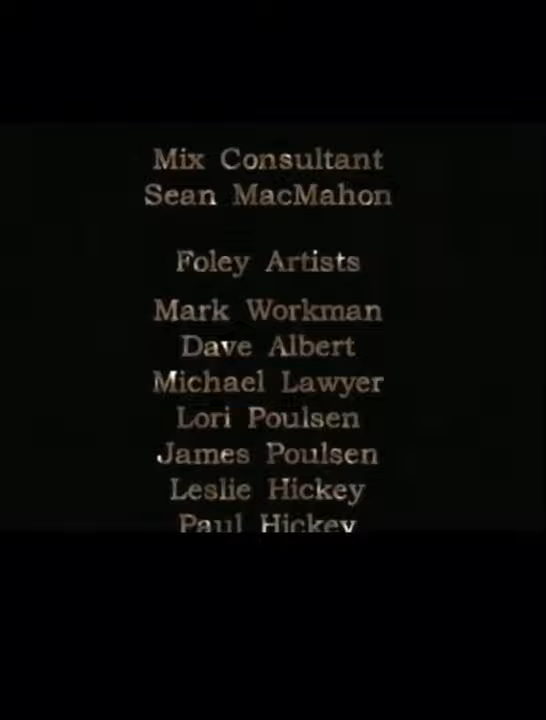 Mix Consultant
Sean MacMahon
Foley Artists
Mark Workman
Dave Albert
Michael Lawyer
Lori Poulsen
James Poulsen
Leslie Hickey
Paul Hickey